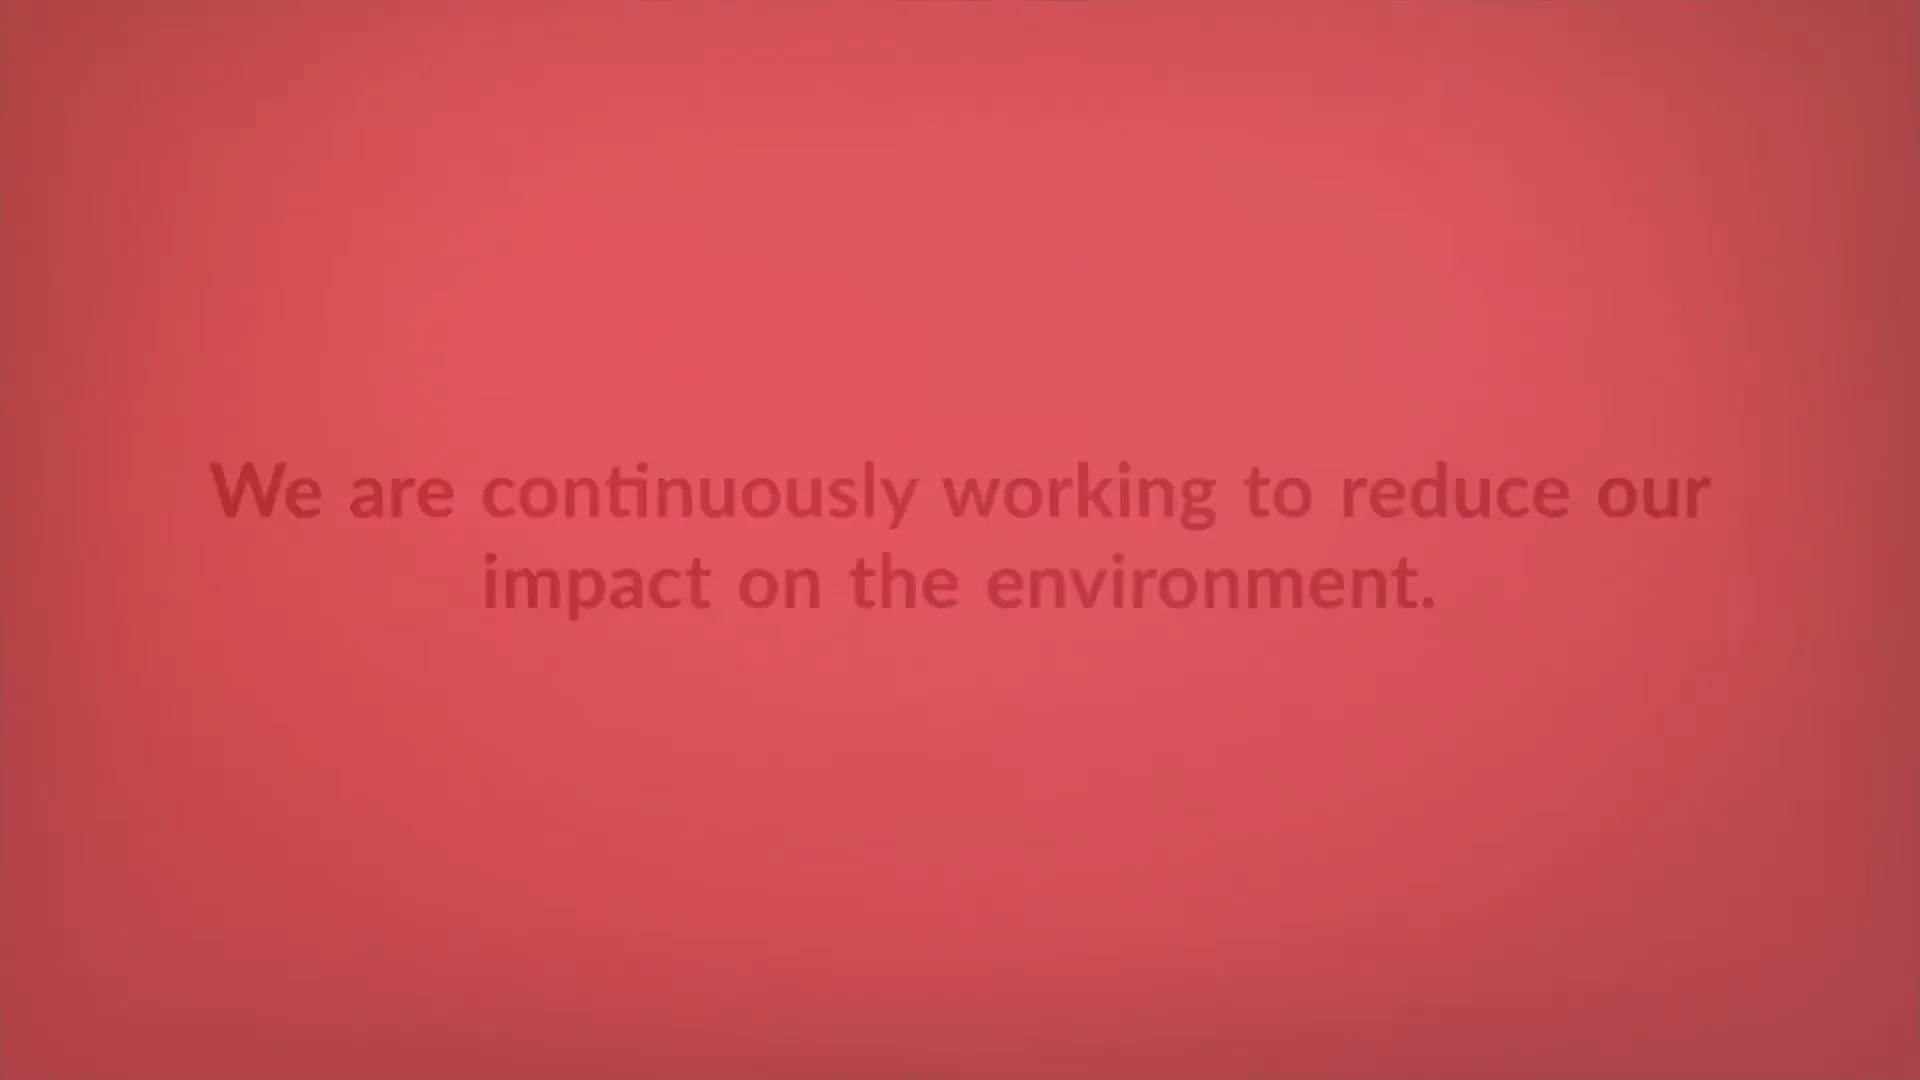 We are continuously working to reduce our
impact on the environment.